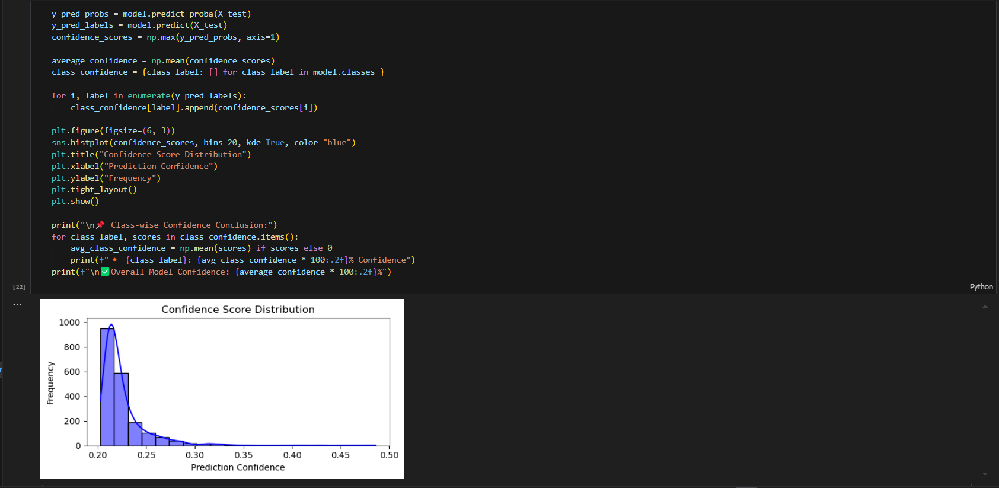 y_pred_probs = model.predict_proba(X_test)
y_pred_labels = model.predict(X_test)
confidence_scores = np.max(y_pred_probs, axis=1)
average_confidence = np.mean(confidence_scores)
class_confidence = {class_label: [] for class_label in model.classes_}
for i, label in enumerate(y_pred_labels):
class_confidence[label].append(confidence_scores[i])
plt.figure(figsize=(6, 3))
sns.histplot(confidence_scores, bins=20, kde=True, color="blue")
plt.title("Confidence Score Distribution")
plt.xlabel("Prediction Confidence")
plt.ylabel("Frequency")
plt.tight_layout()
plt.show()
print("\n📌 Class-wise Confidence Conclusion:")
for class_label, scores in class_confidence.items():
avg_class_confidence = np.mean(scores) if scores else 0
print(f"🔸 {class_label}: {avg_class_confidence * 100:.2f}% Confidence")
print(f"\n✅Overall Model Confidence: {average_confidence * 100:.2f}%")
[22]
Python
...
Confidence Score Distribution
1000
800
600
400
200
0
Frequency
0.20 0.25 0.30 0.35 0.40 0.45 0.50
Prediction Confidence